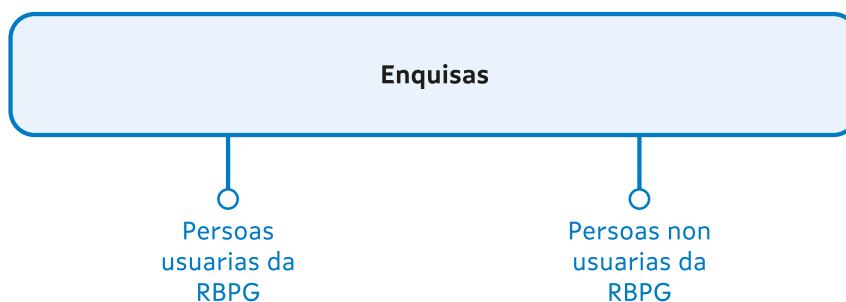 Enquisas
Persoas
usuarias da
RBPG
Persoas non
usuarias da
RBPG